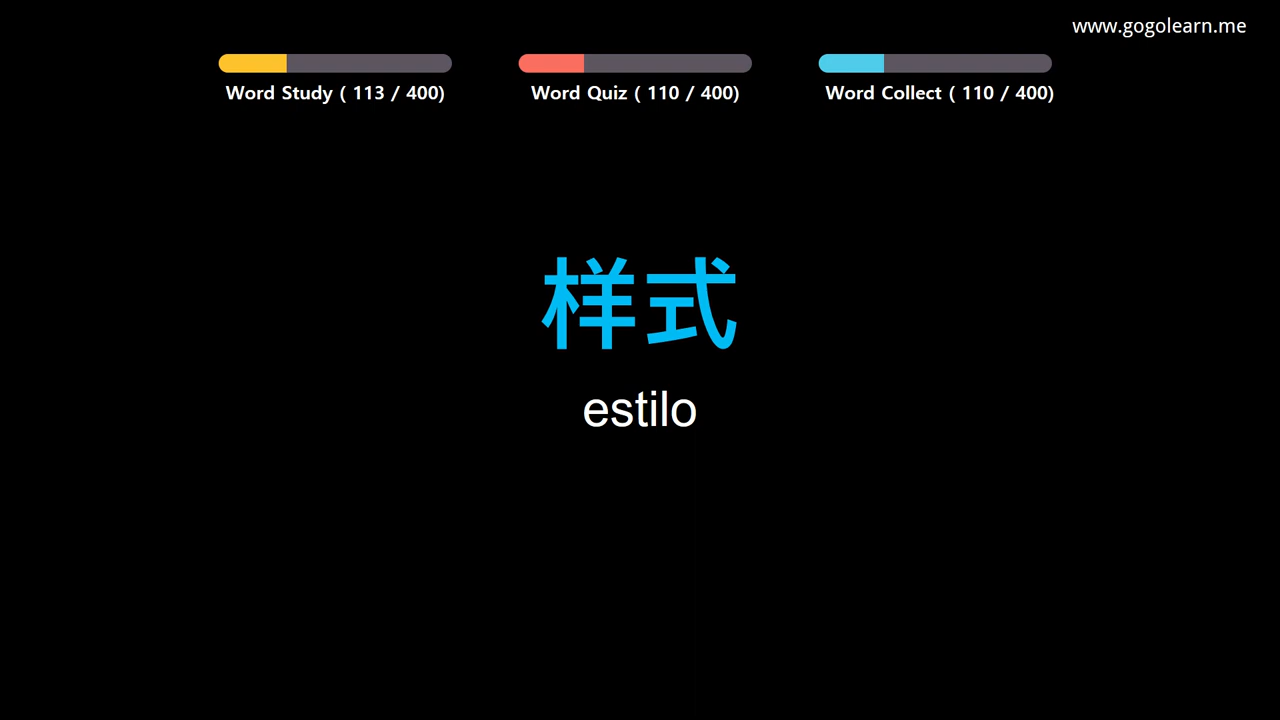 www.gogolearn.me
Word Study ( 113 / 400)
Word Quiz ( 110 / 400)
Word Collect ( 110 / 400)
样式
estilo